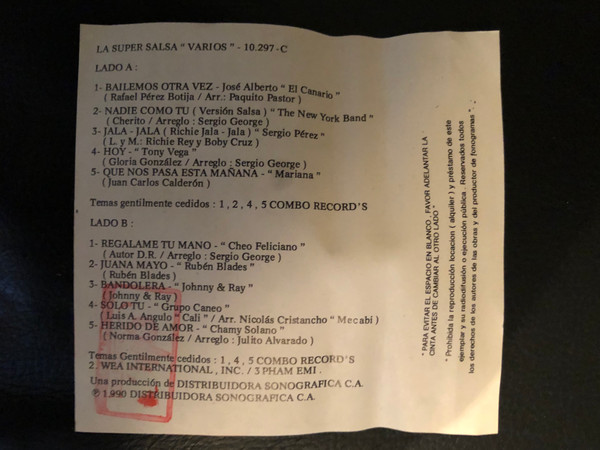 LA SUPER SALSA " VARIOS " - 10.297 - C
LADO A :
1- BAILEMOS OTRA VEZ - José Alberto " El Canario "
( Rafael Pérez Botija / Arr.: Paquito Pastor )
2- NADIE COMO TU ( Versión Salsa ) " The New York Band "
( Cherito / Arreglo : Sergio George )
3- JALA - JALA ( Richie Jala - Jala ) " Sergio Pérez "
( L. y M.: Richie Rey y Boby Cruz )
4- HOY - " Tony Vega "
( Gloria González / Arreglo : Sergio George )
5- QUE NOS PASA ESTA MAÑANA - " Mariana "
( Juan Carlos Calderón )
Temas gentilmente cedidos : 1, 2, 4, 5 COMBO RECORD'S
LADO B :
1- REGALAME TU MANO - " Cheo Feliciano "
( Autor D.R. / Arreglo : Sergio George )
2- JUANA MAYO - " Rubén Blades "
( Rubén Blades )
3- BANDOLERA - " Johnny & Ray "
( Johnny & Ray )
4- SOLO TU - " Grupo Caneo "
( Luis A. Angulo " Cali " / Arr. Nicolás Cristancho " Mecabí )
5- HERIDO DE AMOR - " Chamy Solano "
( Norma González / Arreglo : Julito Alvarado )
Temas Gentilmente cedidos : 1, 4, 5 COMBO RECORD'S
2. WEA INTERNATIONAL, INC. / 3 PHAM EMI .
Una producción de DISTRIBUIDORA SONOGRAFICA C.A.
℗ 1.990 DISTRIBUIDORA SONOGRAFICA C.A.
" PARA EVITAR EL ESPACIO EN BLANCO, FAVOR ADELANTAR LA
CINTA ANTES DE CAMBIAR AL OTRO LADO "
" Prohibida la reproducción locacion ( alquiler ) y préstamo de este
ejemplar y su radiodifusión o ejecución pública . Reservados todos
los derechos de los autores de las obras y del productor de fonogramas "